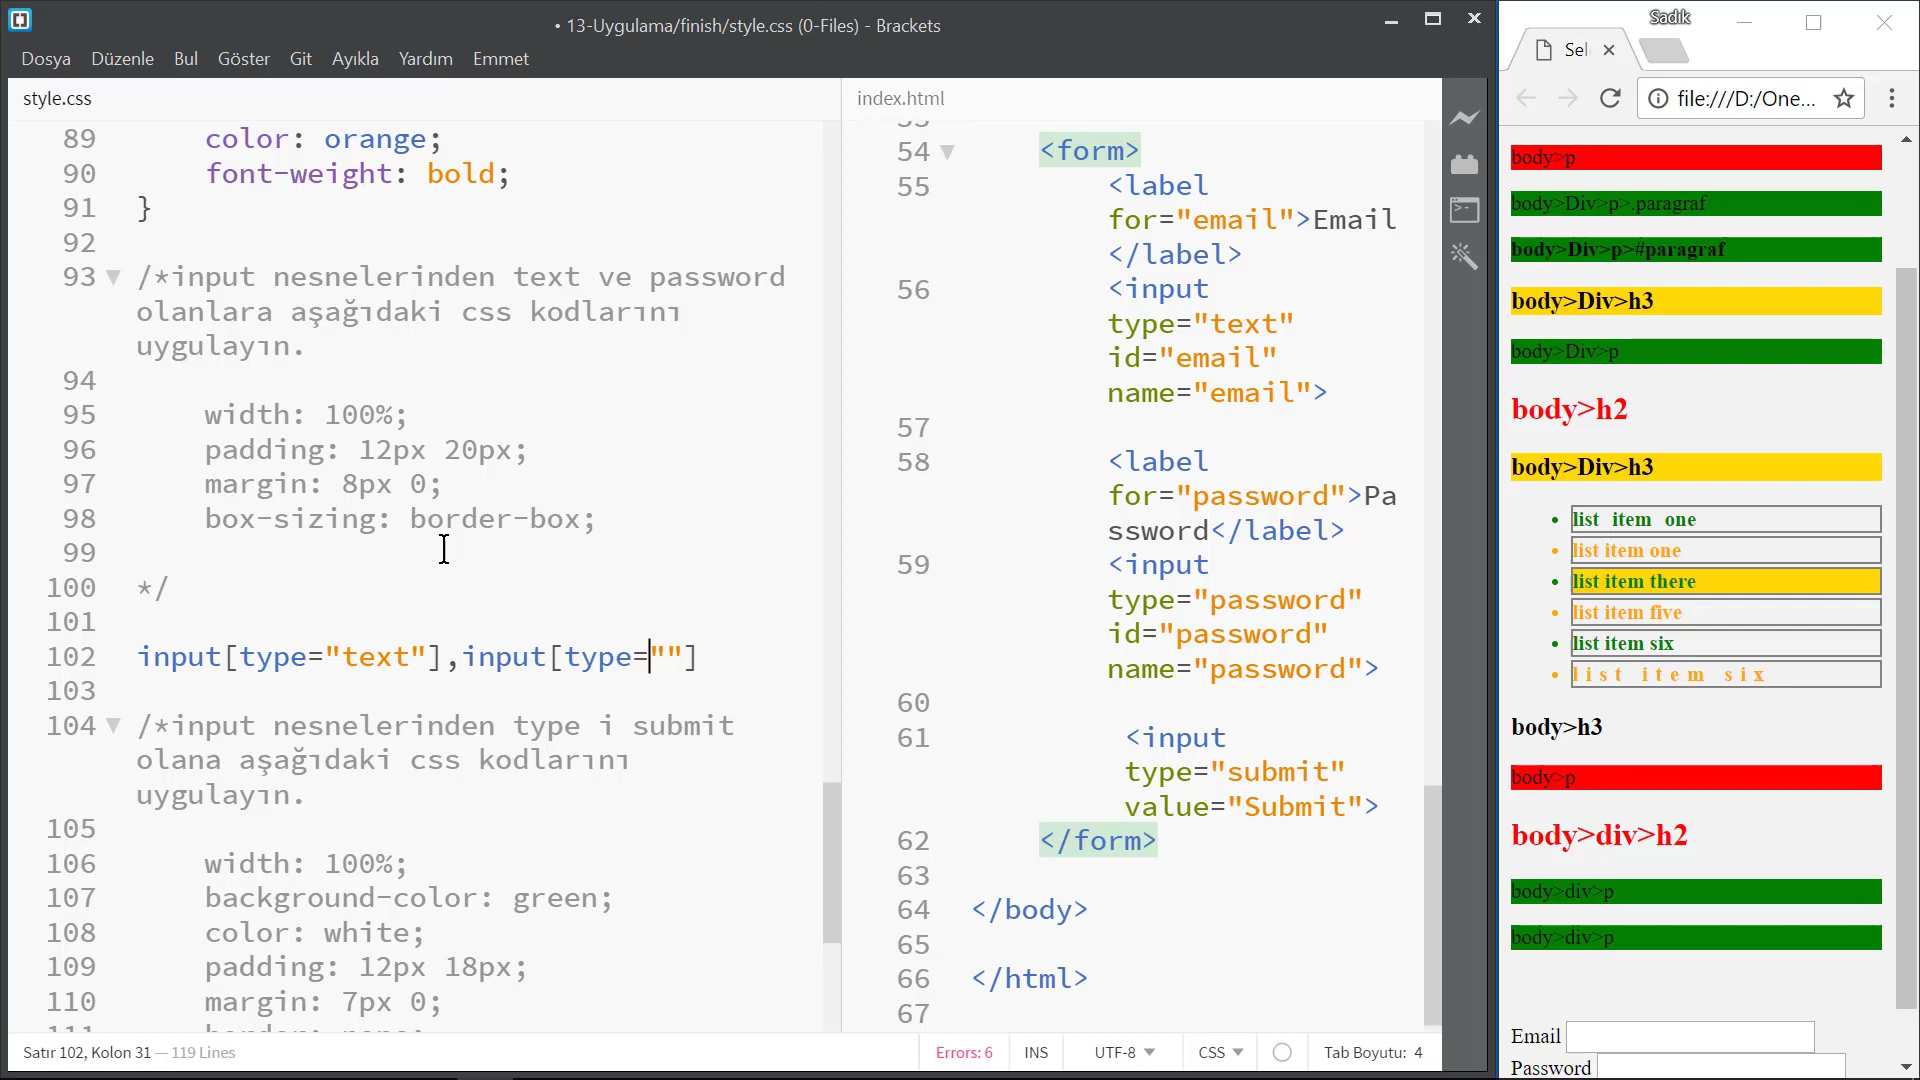 • 13-Uygulama/finish/style.css (0-Files) - Brackets
Dosya Düzenle Bul Göster Git Ayıkla Yardım Emmet
style.css
89 color: orange;
90 font-weight: bold;
91 }
92
93 /*input nesnelerinden text ve password
olanlara aşağıdaki css kodlarını
uygulayın.
94
95 width: 100%;
96 padding: 12px 20px;
97 margin: 8px 0;
98 box-sizing: border-box;
99
100 */
101
102 input[type="text"],input[type=""]
103
104 /*input nesnelerinden type i submit
olana aşağıdaki css kodlarını
uygulayın.
105
106 width: 100%;
107 background-color: green;
108 color: white;
109 padding: 12px 18px;
110 margin: 7px 0;
index.html
54 <form>
55 <label
for="email">Email
</label>
56 <input
type="text"
id="email"
name="email">
57
58 <label
for="password">Pa
ssword</label>
59 <input
type="password"
id="password"
name="password">
60
61 <input
type="submit"
value="Submit">
62 </form>
63
64 </body>
65
66 </html>
67
Satır 102, Kolon 31 — 119 Lines
Errors: 6 INS UTF-8 CSS Tab Boyutu: 4
Sadık
Sel
file:///D:/One...
body>p
body>Div>p>.paragraf
body>Div>p>#paragraf
body>Div>h3
body>Div>p
body>h2
body>Div>h3
• list item one
• list item one
• list item there
• list item five
• list item six
• list item six
body>h3
body>p
body>div>h2
body>div>p
body>div>p
Email
Password